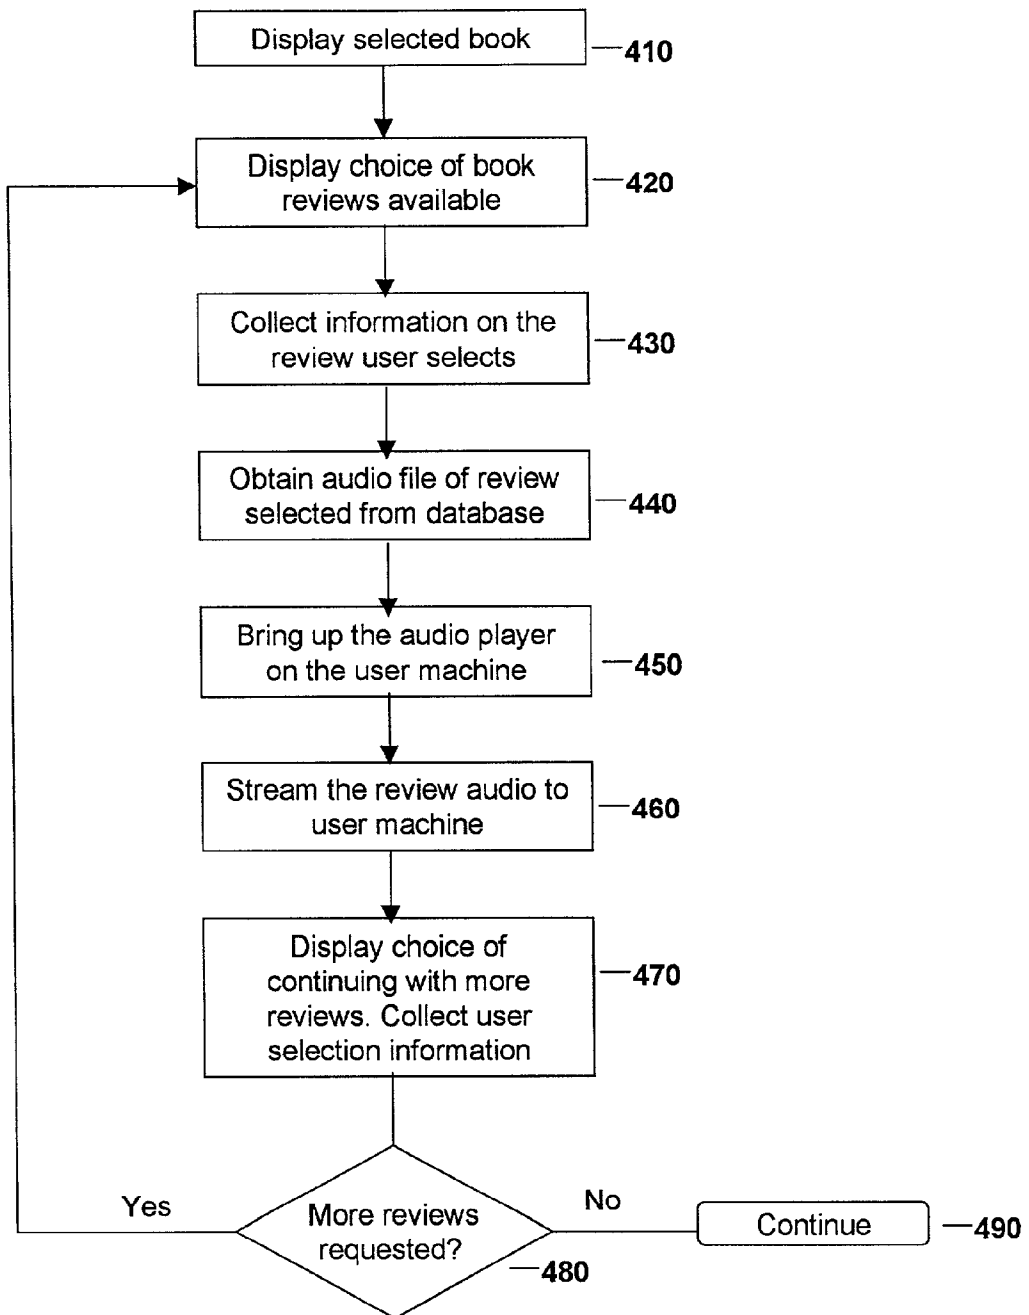 Display selected book
410
Display choice of book
reviews available
420
Collect information on the
review user selects
430
Obtain audio file of review
selected from database
440
Bring up the audio player
on the user machine
450
Stream the review audio to
user machine
460
Display choice of
continuing with more
reviews. Collect user
selection information
470
Yes
More reviews
requested?
480
No
Continue
490